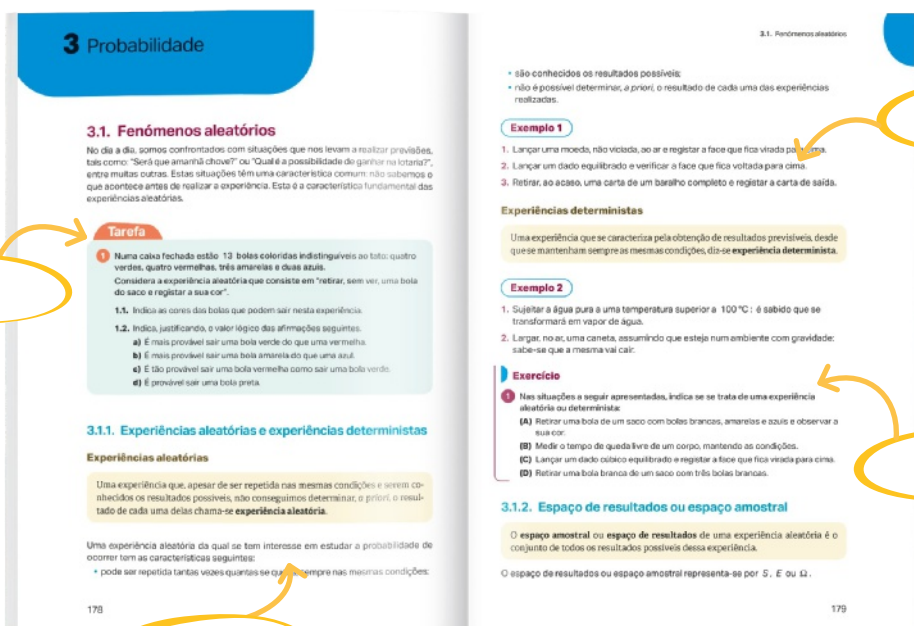 3 Probabilidade
3.1. Fenómenos aleatórios
No dia a dia, somos confrontados com situações que nos levam a realizar previsões,
tais como: "Será que amanhã chove?" ou "Qual é a possibilidade de ganhar na lotaria?",
entre muitas outras. Estas situações têm uma característica comum: não sabemos o
que acontece antes de realizar a experiência. Esta é a característica fundamental das
experiências aleatórias.
Tarefa
1 Numa caixa fechada estão 13 bolas coloridas indistinguíveis ao tato: quatro
verdes, quatro vermelhas, três amarelas e duas azuis.
Considera a experiência aleatória que consiste em "retirar, sem ver, uma bola
do saco e registar a sua cor".
1.1. Indica as cores das bolas que podem sair nesta experiência.
1.2. Indica, justificando, o valor lógico das afirmações seguintes.
a) É mais provável sair uma bola verde do que uma vermelha.
b) É mais provável sair uma bola amarela do que uma azul.
c) É tão provável sair uma bola vermelha como sair uma bola verde.
d) É provável sair uma bola preta.
3.1.1. Experiências aleatórias e experiências deterministas
Experiências aleatórias
Uma experiência que, apesar de ser repetida nas mesmas condições e serem co-
nhecidos os resultados possíveis, não conseguimos determinar, a priori, o resul-
tado de cada uma delas chama-se experiência aleatória.
Uma experiência aleatória da qual se tem interesse em estudar a probabilidade de
ocorrer tem as características seguintes:
• pode ser repetida tantas vezes quantas se sempre nas mesmas condições;
178
3.1. Fenómenos aleatórios
• são conhecidos os resultados possíveis;
• não é possível determinar, a priori, o resultado de cada uma das experiências
realizadas.
Exemplo 1
1. Lançar uma moeda, não viciada, ao ar e registar a face que fica virada para cima.
2. Lançar um dado equilibrado e verificar a face que fica voltada para cima.
3. Retirar, ao acaso, uma carta de um baralho completo e registar a carta de saída.
Experiências deterministas
Uma experiência que se caracteriza pela obtenção de resultados previsíveis, desde
que se mantenham sempre as mesmas condições, diz-se experiência determinista.
Exemplo 2
1. Sujeitar a água pura a uma temperatura superior a 100 °C : é sabido que se
transformará em vapor de água.
2. Largar, no ar, uma caneta, assumindo que esteja num ambiente com gravidade:
sabe-se que a mesma vai cair.
Exercício
1 Nas situações a seguir apresentadas, indica se se trata de uma experiência
aleatória ou determinista:
(A) Retirar uma bola de um saco com bolas brancas, amarelas e azuis e observar a
sua cor.
(B) Medir o tempo de queda livre de um corpo, mantendo as condições.
(C) Lançar um dado cúbico equilibrado e registar a face que fica virada para cima.
(D) Retirar uma bola branca de um saco com três bolas brancas.
3.1.2. Espaço de resultados ou espaço amostral
O espaço amostral ou espaço de resultados de uma experiência aleatória é o
conjunto de todos os resultados possíveis dessa experiência.
O espaço de resultados ou espaço amostral representa-se por S, E ou Ω.
179